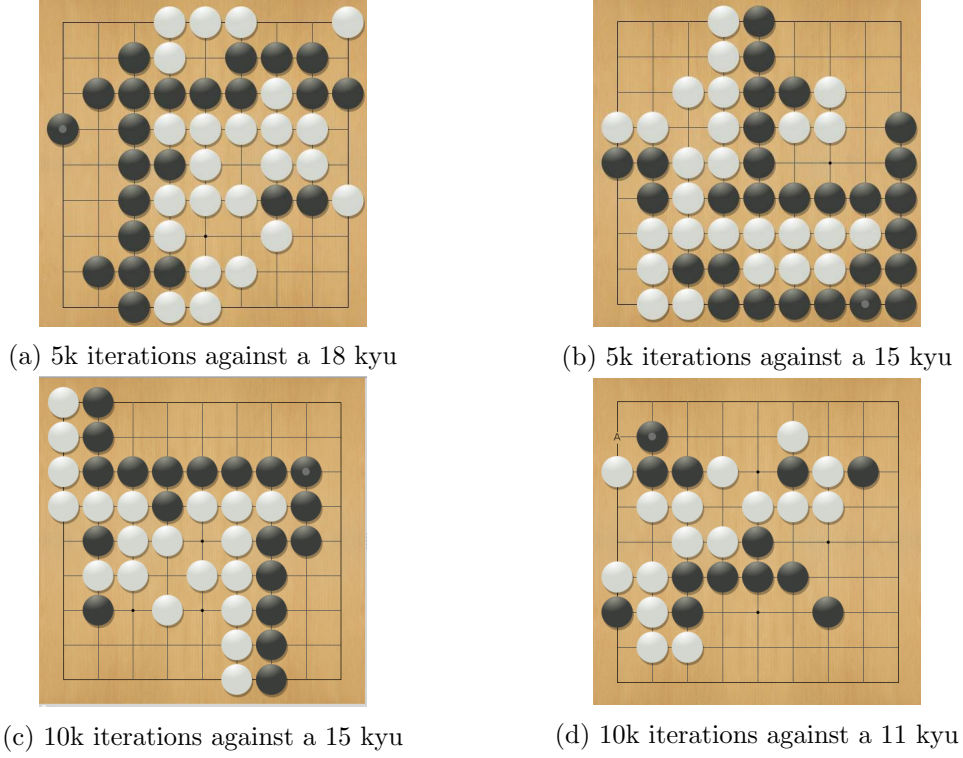 (a) 5k iterations against a 18 kyu
(b) 5k iterations against a 15 kyu
A
(c) 10k iterations against a 15 kyu
(d) 10k iterations against a 11 kyu